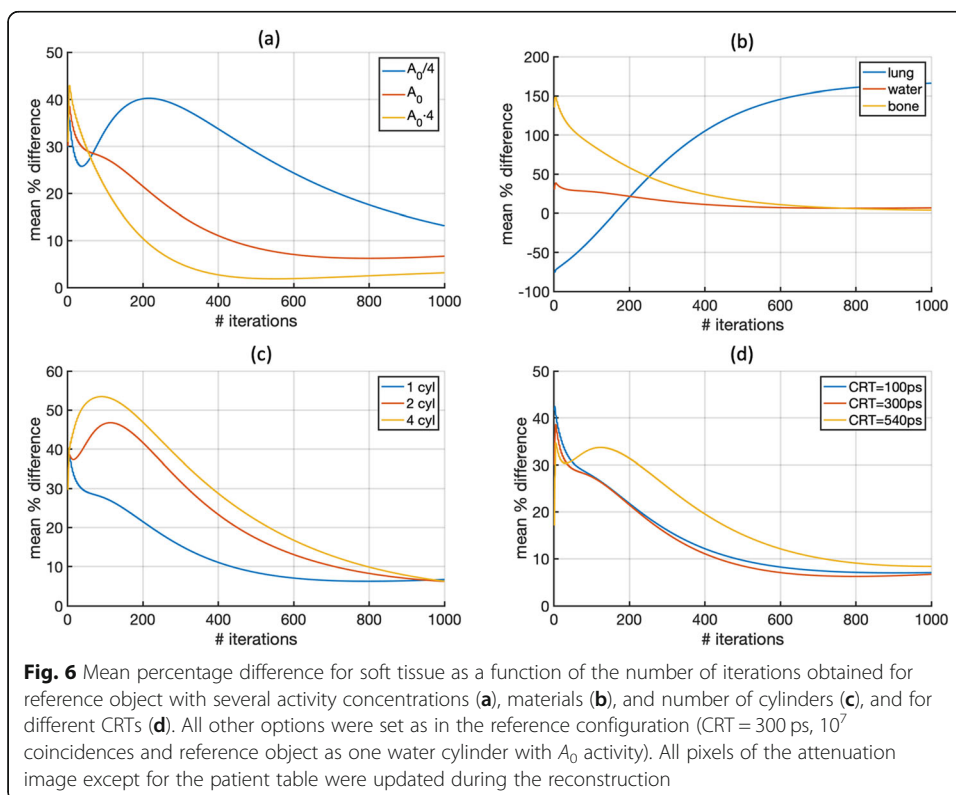 (a)
50
40
30
20
10
0
mean % difference
0 200 400 600 800 1000
# iterations
A₀/4
A₀
A₀·4
(b)
200
150
100
50
0
-50
-100
mean % difference
0 200 400 600 800 1000
# iterations
lung
water
bone
(c)
60
50
40
30
20
10
0
mean % difference
0 200 400 600 800 1000
# iterations
1 cyl
2 cyl
4 cyl
(d)
50
40
30
20
10
0
mean % difference
0 200 400 600 800 1000
# iterations
CRT=100ps
CRT=300ps
CRT=540ps
Fig. 6 Mean percentage difference for soft tissue as a function of the number of iterations obtained for
reference object with several activity concentrations (a), materials (b), and number of cylinders (c), and for
different CRTs (d). All other options were set as in the reference configuration (CRT = 300 ps, 10⁷
coincidences and reference object as one water cylinder with A₀ activity). All pixels of the attenuation
image except for the patient table were updated during the reconstruction